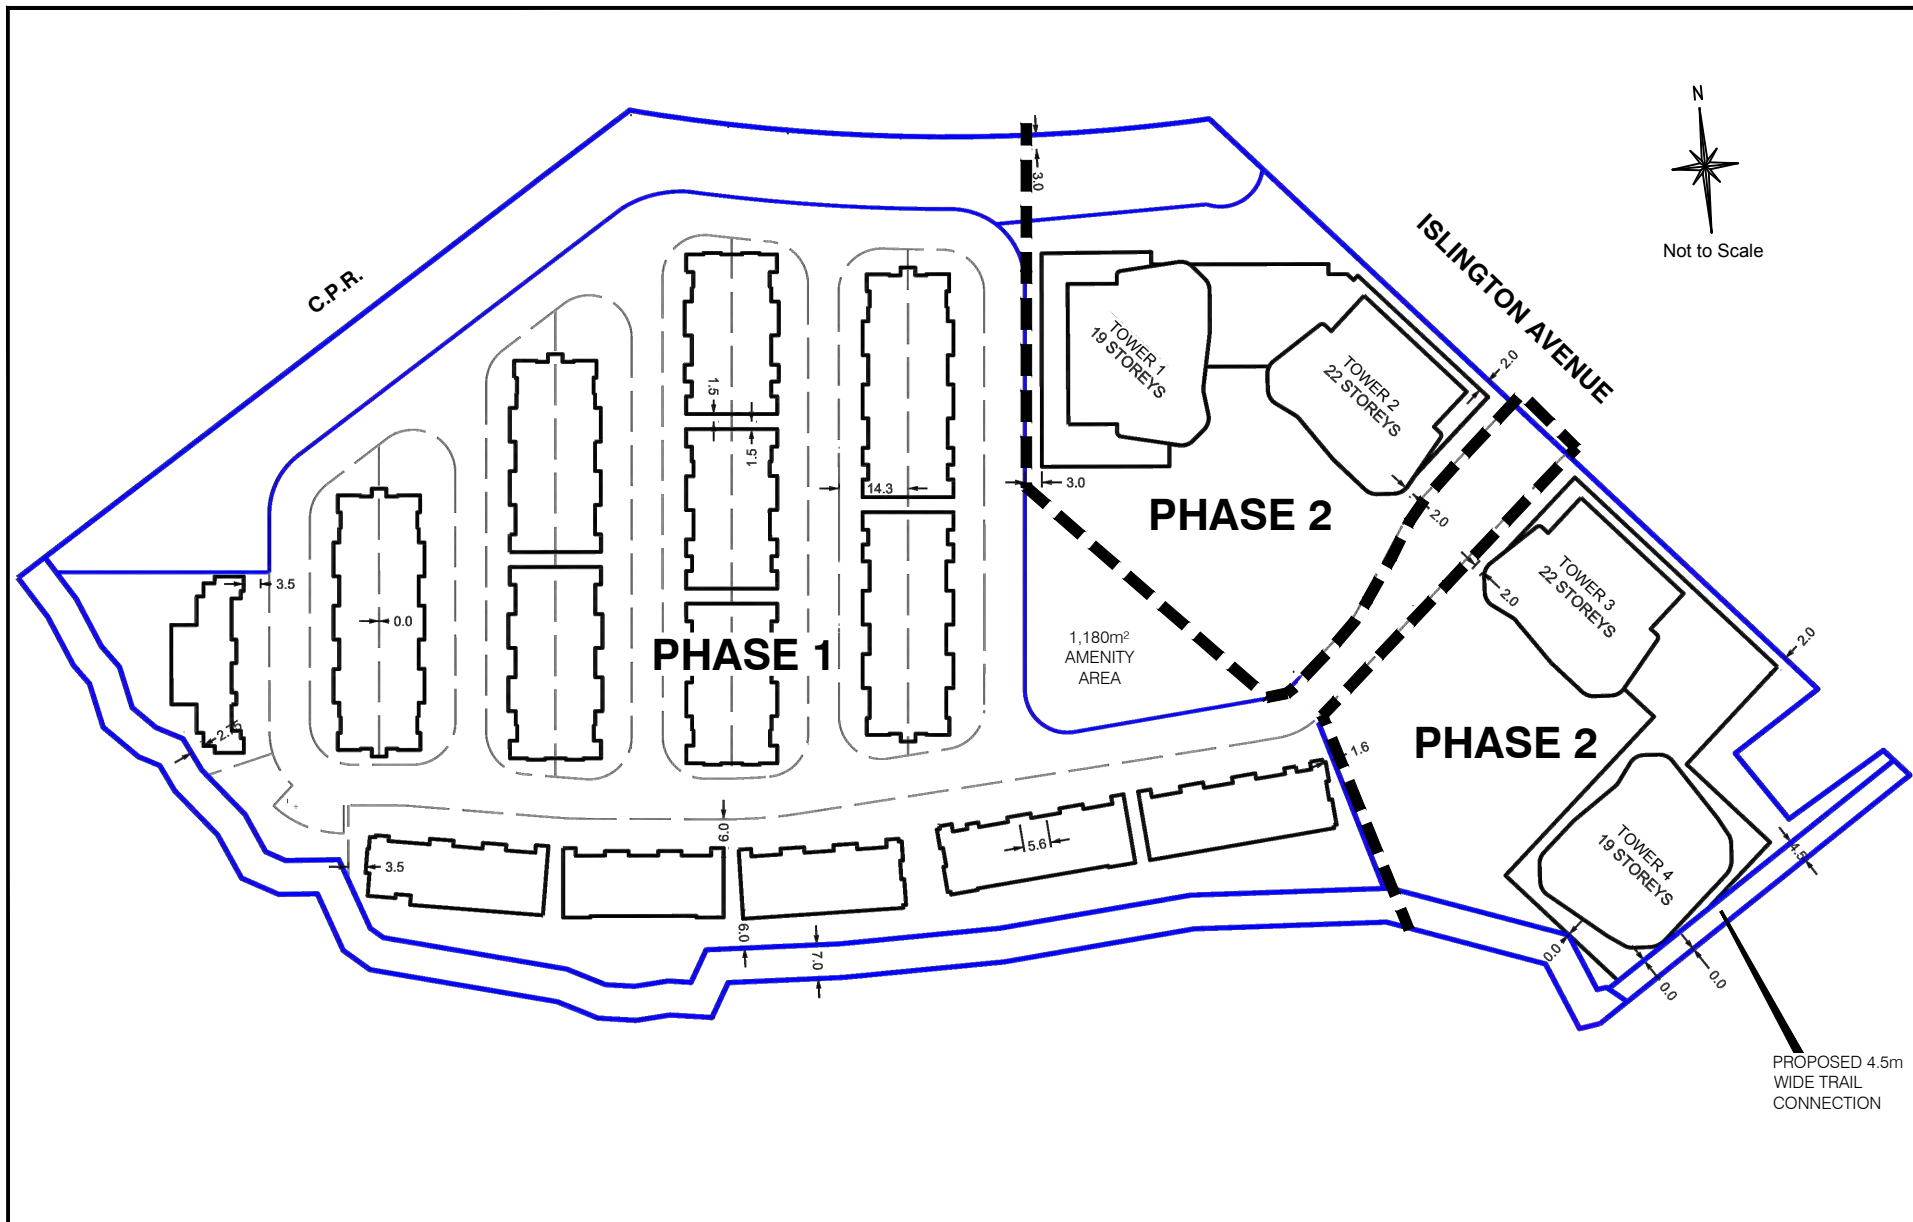 N
Not to Scale
C.P.R.
ISLINGTON AVENUE
3.0
TOWER 1
19 STOREYS
TOWER 2
22 STOREYS
2.0
1.5
1.5
14.3
3.0
PHASE 2
2.0
3.5
0.0
TOWER 3
22 STOREYS
2.0
2.0
PHASE 1
1,180m²
AMENITY
AREA
2.75
PHASE 2
1.6
6.0
5.6
3.5
TOWER 4
19 STOREYS
4.5
6.0
7.0
0.0
0.0
0.0
PROPOSED 4.5m
WIDE TRAIL
CONNECTION